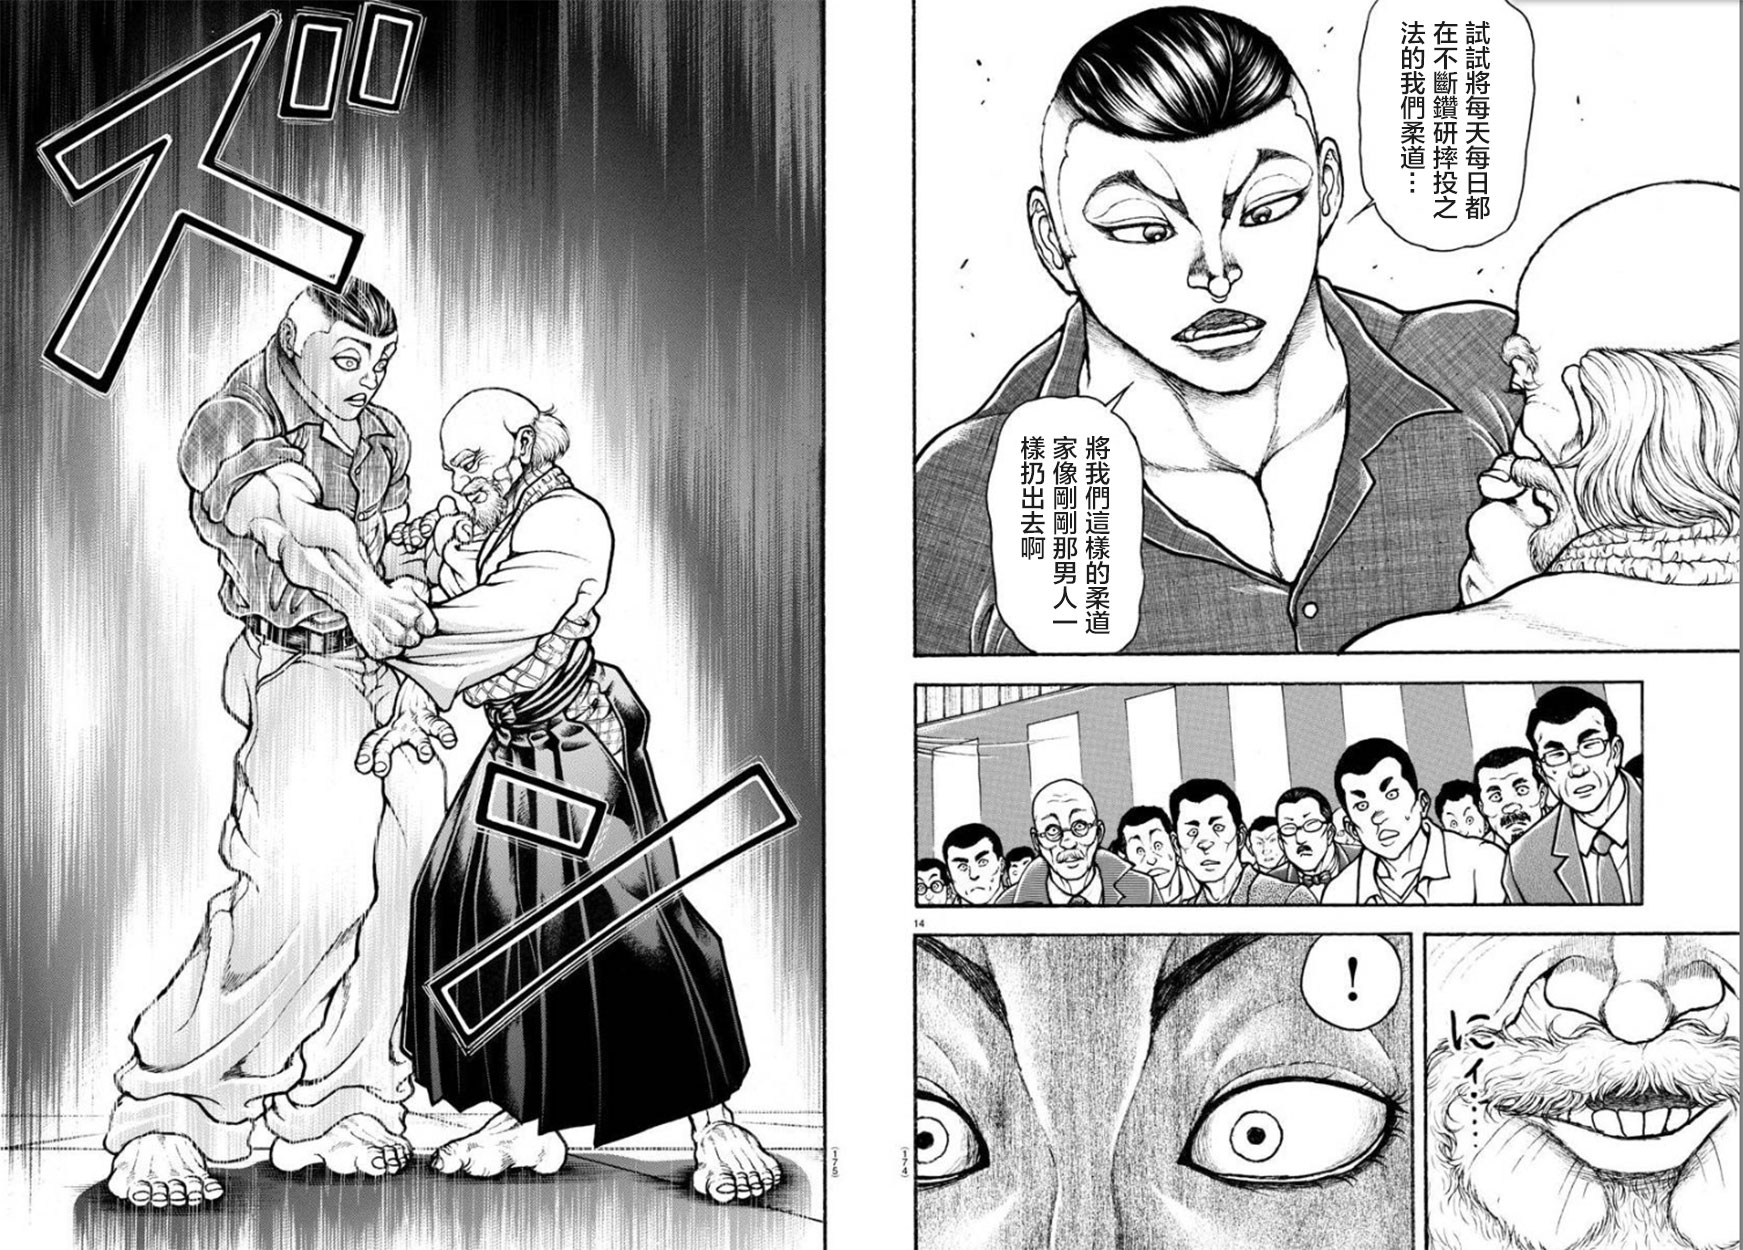 試試將每天每日都
在不斷鑽研摔投之
法的我們柔道…
將我們這樣的柔道
家像剛剛那男人一
樣扔出去啊
14
!
にイ……
(174)
ズ
ン
(175)